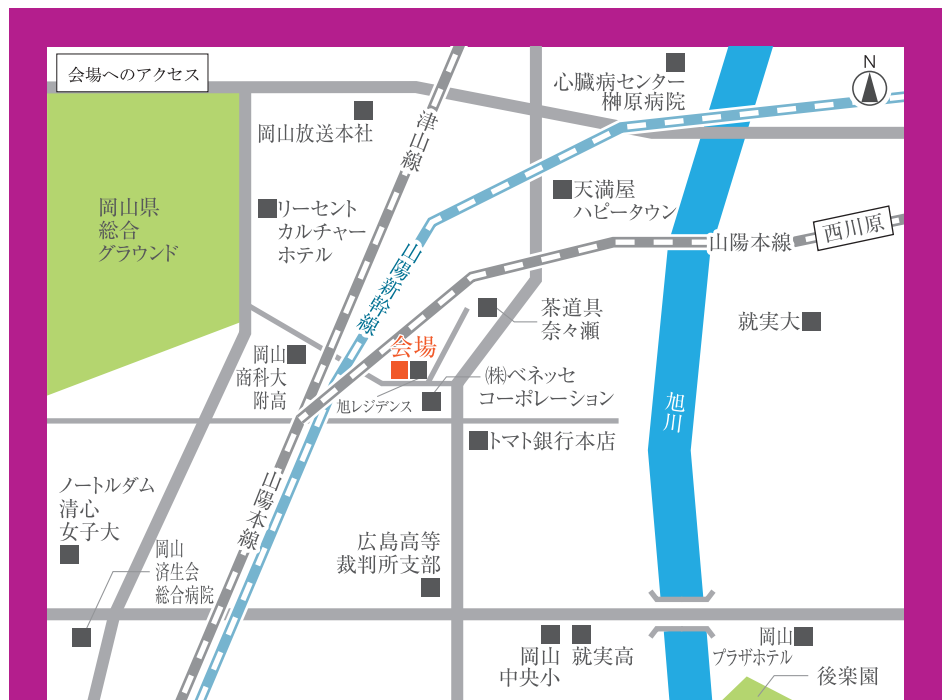 会場へのアクセス
N
心臓病センター
榊原病院
岡山放送本社
津山線
天満屋
ハピータウン
岡山県
総合
グラウンド
リーセント
カルチャー
ホテル
山陽新幹線
山陽本線
西川原
茶道具
奈々瀬
就実大
岡山
商科大
附高
会場
旭レジデンス
㈱ベネッセ
コーポレーション
旭川
トマト銀行本店
ノートルダム
清心
女子大
山陽本線
岡山
済生会
総合病院
広島高等
裁判所支部
岡山
中央小
就実高
岡山
プラザホテル
後楽園